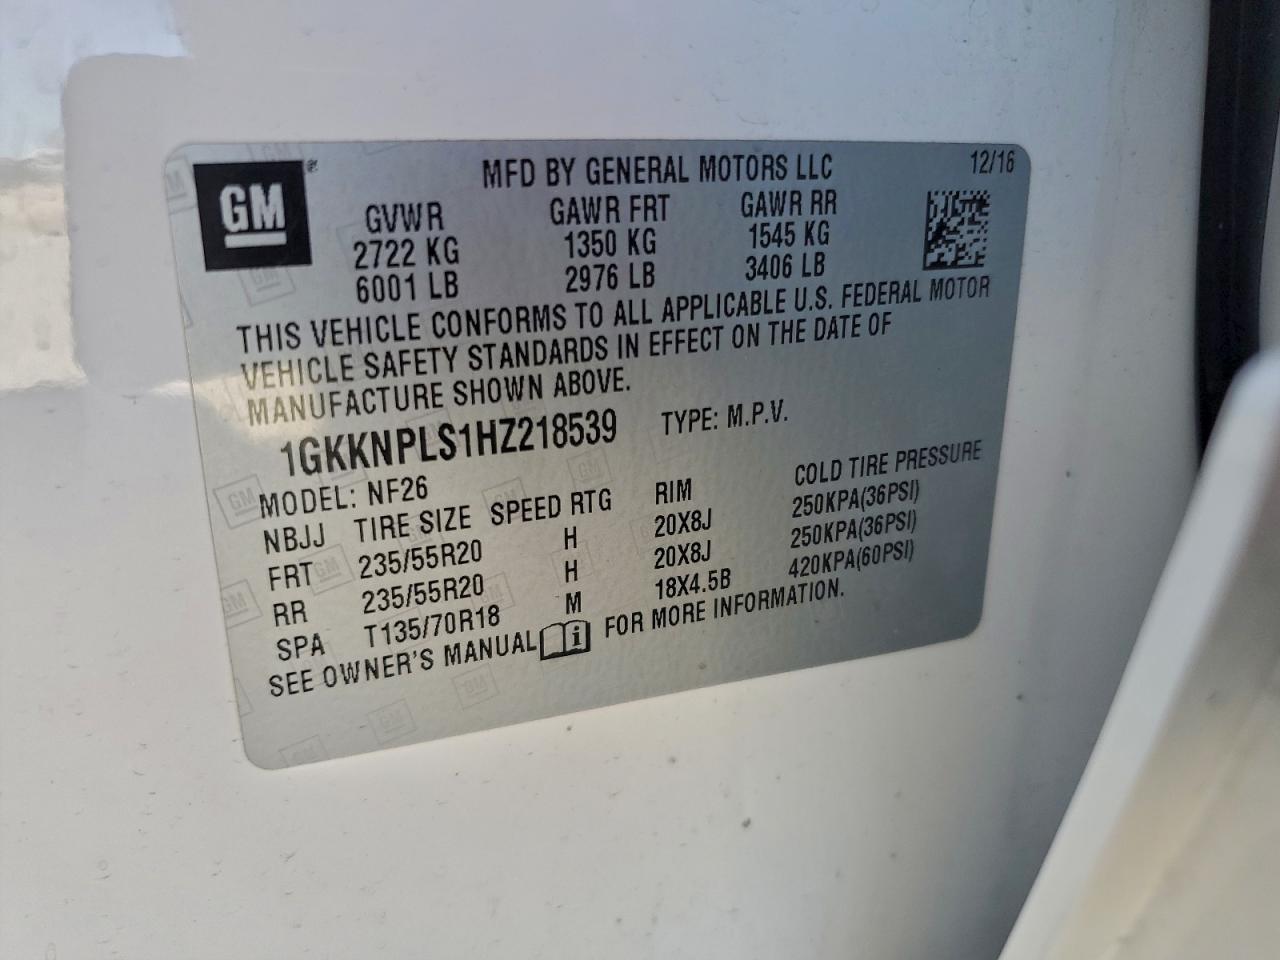 GM
MFD BY GENERAL MOTORS LLC 12/16
GVWR GAWR FRT GAWR RR
2722 KG 1350 KG 1545 KG
6001 LB 2976 LB 3406 LB
THIS VEHICLE CONFORMS TO ALL APPLICABLE U.S. FEDERAL MOTOR
VEHICLE SAFETY STANDARDS IN EFFECT ON THE DATE OF
MANUFACTURE SHOWN ABOVE.
1GKKNPLS1HZ218539 TYPE: M.P.V.
MODEL: NF26
NBJJ TIRE SIZE SPEED RTG RIM COLD TIRE PRESSURE
FRT 235/55R20 H 20X8J 250KPA(36PSI)
RR 235/55R20 H 20X8J 250KPA(36PSI)
SPA T135/70R18 M 18X4.5B 420KPA(60PSI)
SEE OWNER'S MANUAL FOR MORE INFORMATION.